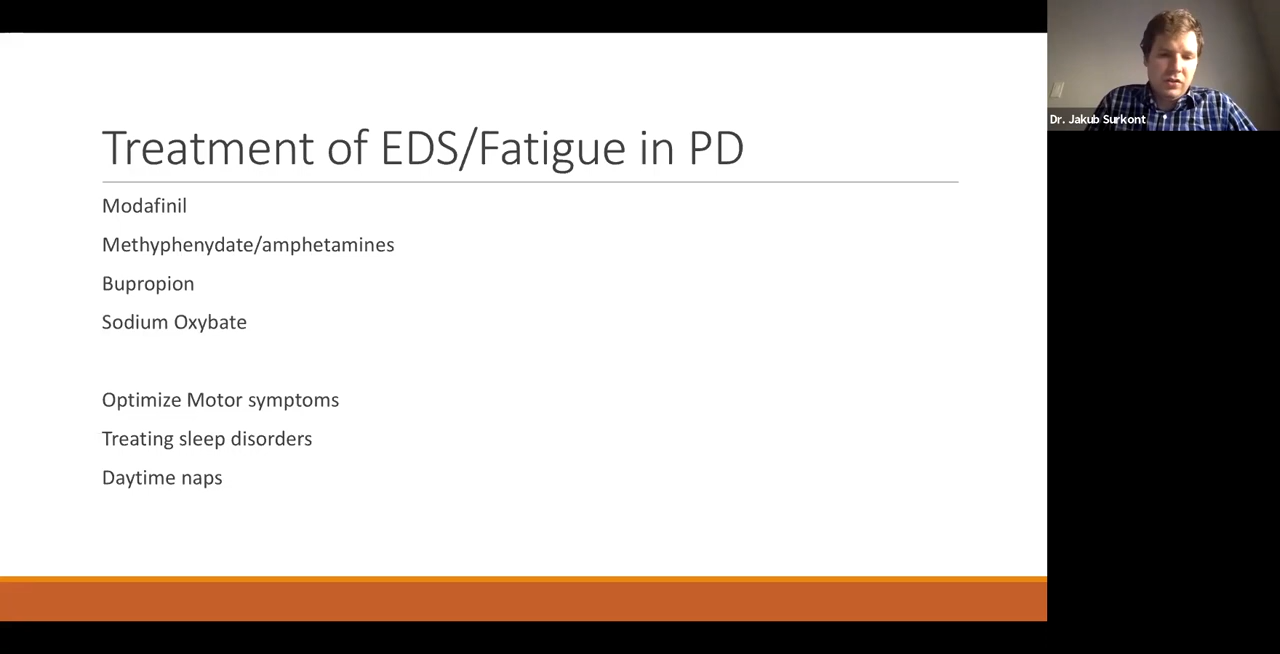 Treatment of EDS/Fatigue in PD
Modafinil
Methyphenydate/amphetamines
Bupropion
Sodium Oxybate
Optimize Motor symptoms
Treating sleep disorders
Daytime naps
Dr. Jakub Surkont